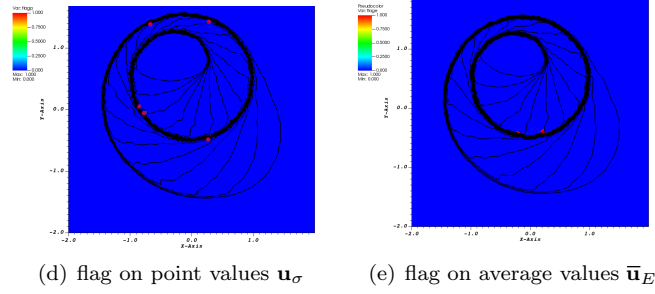 Var: flaga
1.000
0.7500
0.5000
0.2500
0.000
Max: 1.000
Min: 0.000
1.0
0.0
-1.0
-2.0
Y-Axis
-2.0 -1.0 0.0 1.0
X-Axis
Pseudocolor
Var: flaga
1.000
0.7500
0.5000
0.2500
0.000
Max: 1.000
Min: 0.000
1.0
0.0
-1.0
-2.0
Y-Axis
-2.0 -1.0 0.0 1.0
X-Axis
(d) flag on point values u_σ
(e) flag on average values ū_E